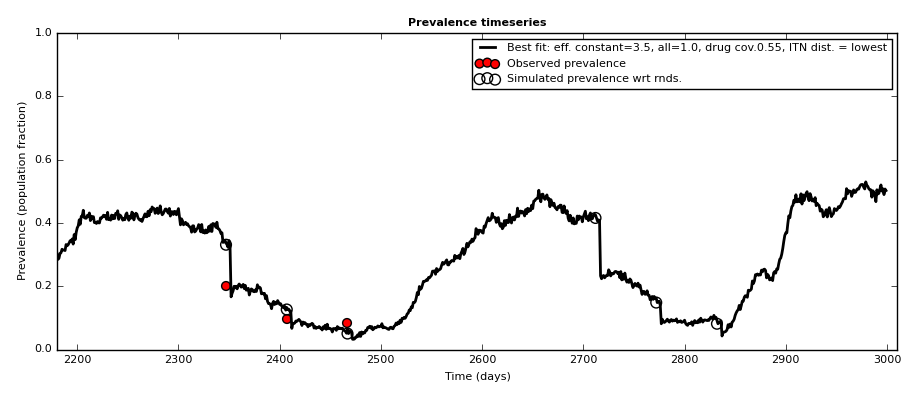 Prevalence timeseries
1.0
0.8
0.6
0.4
0.2
0.0
Prevalence (population fraction)
Best fit: eff. constant=3.5, all=1.0, drug cov.0.55, ITN dist. = lowest
Observed prevalence
Simulated prevalence wrt rnds.
2200 2300 2400 2500 2600 2700 2800 2900 3000
Time (days)